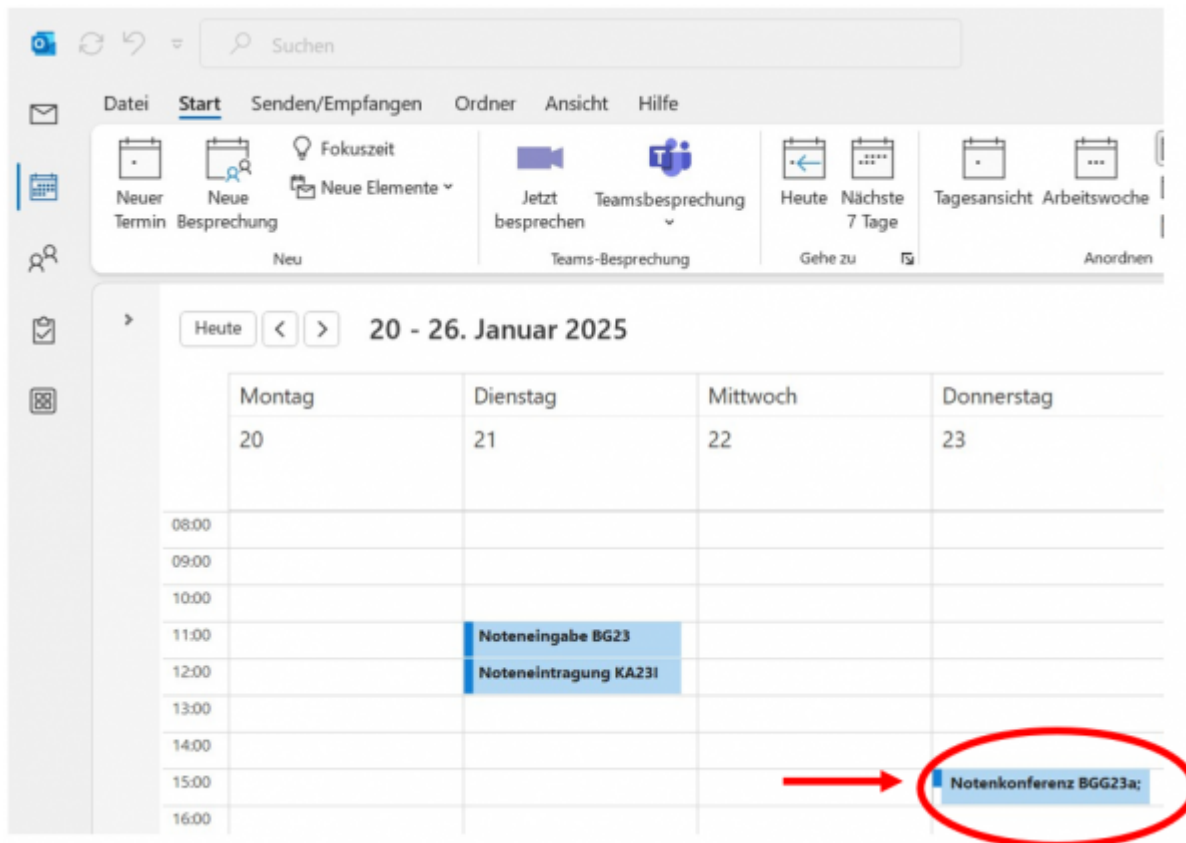 Suchen
Datei Start Senden/Empfangen Ordner Ansicht Hilfe
Neuer Termin
Neue Besprechung
Fokuszeit
Neue Elemente
Neu
Jetzt besprechen
Teamsbesprechung
Teams-Besprechung
Heute
Nächste 7 Tage
Gehe zu
Tagesansicht
Arbeitswoche
Anordnen
Heute 20 - 26. Januar 2025
Montag Dienstag Mittwoch Donnerstag
20 21 22 23
08:00
09:00
10:00
11:00 Noteneingabe BG23
12:00 Noteneintragung KA23I
13:00
14:00
15:00 Notenkonferenz BGG23a;
16:00